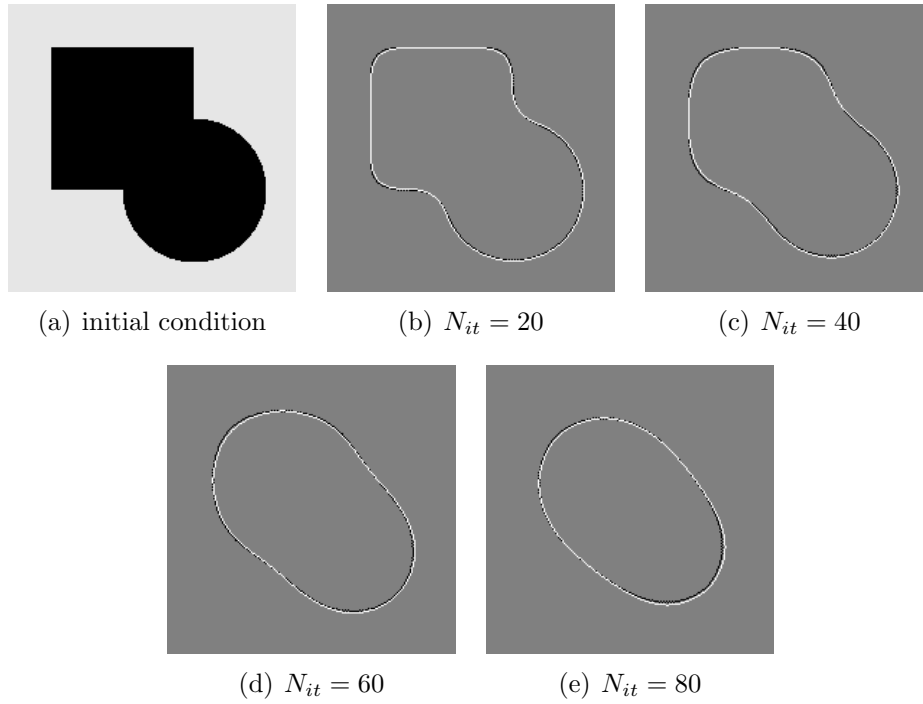 (a) initial condition
(b) N_{it} = 20
(c) N_{it} = 40
(d) N_{it} = 60
(e) N_{it} = 80